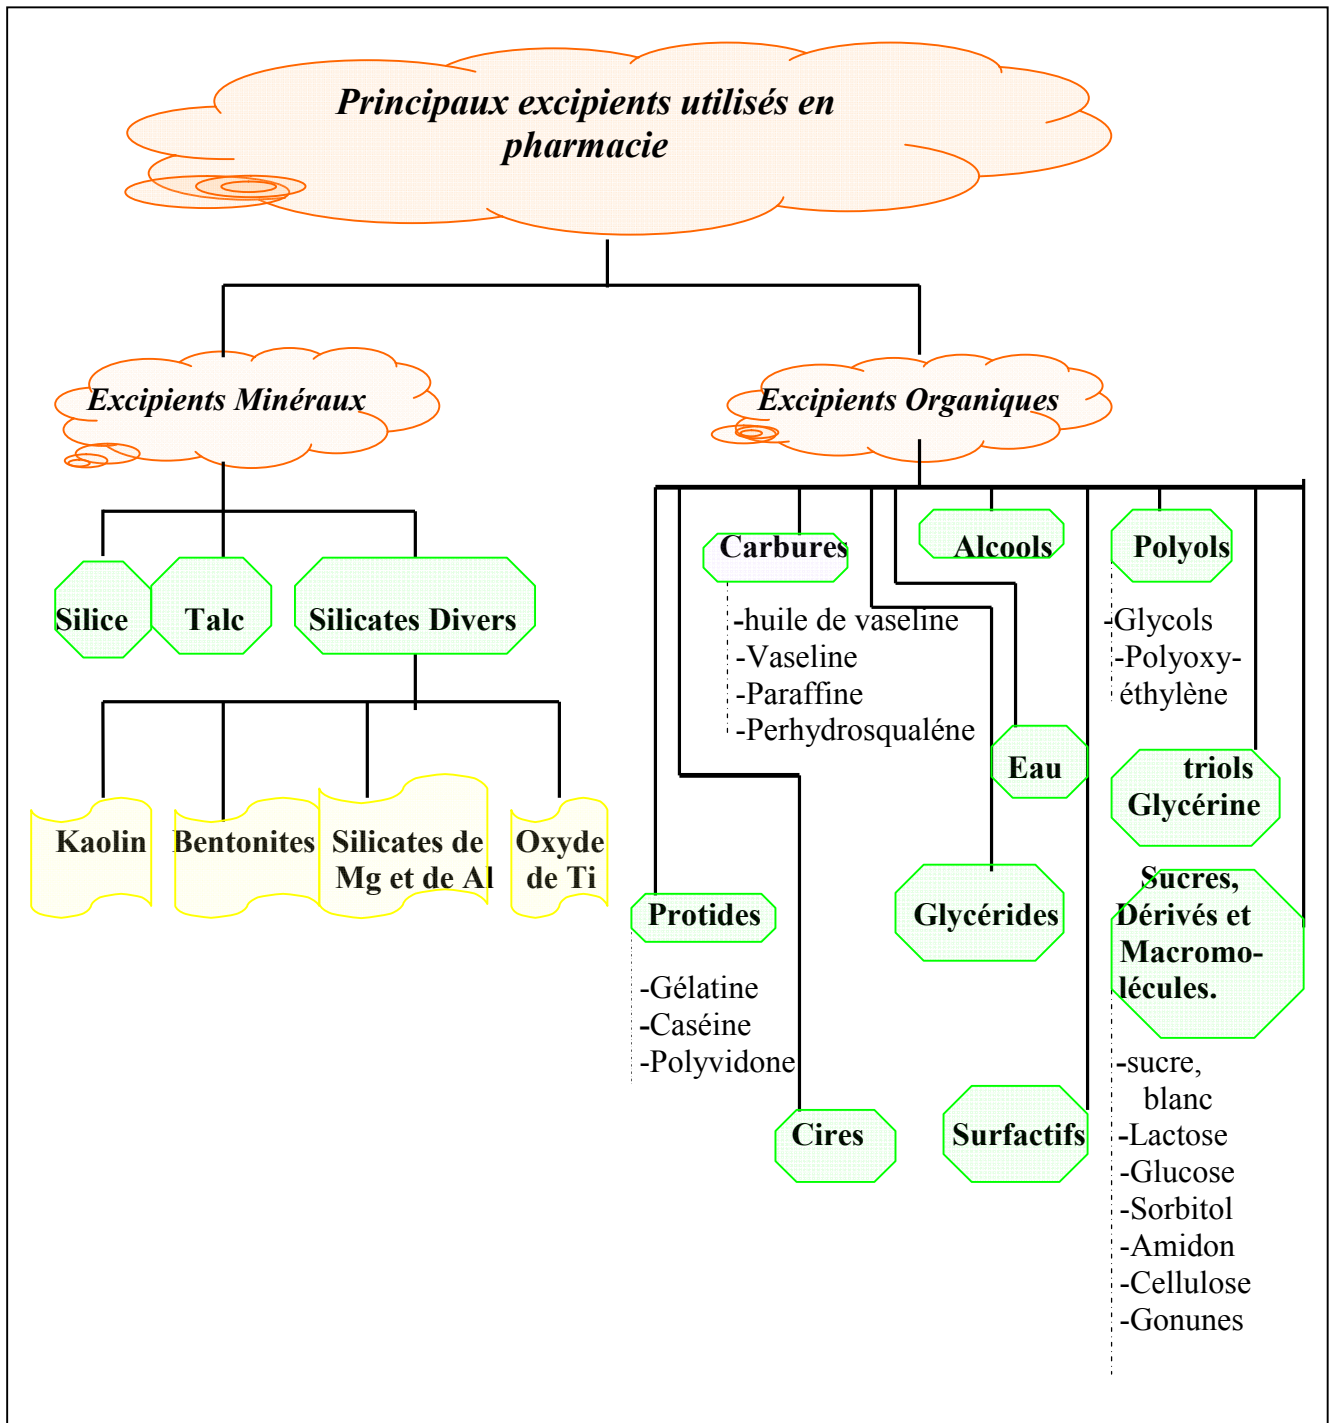 Principaux excipients utilisés en
pharmacie
Excipients Minéraux
Excipients Organiques
Silice
Talc
Silicates Divers
Kaolin
Bentonites
Silicates de
Mg et de Al
Oxyde
de Ti
Carbures
-huile de vaseline
-Vaseline
-Paraffine
-Perhydrosqualéne
Alcools
Polyols
-Glycols
-Polyoxy-
éthylène
Eau
triols
Glycérine
Protides
-Gélatine
-Caséine
-Polyvidone
Glycérides
Sucres,
Dérivés et
Macromo-
lécules.
-sucre,
blanc
-Lactose
-Glucose
-Sorbitol
-Amidon
-Cellulose
-Gonunes
Cires
Surfactifs